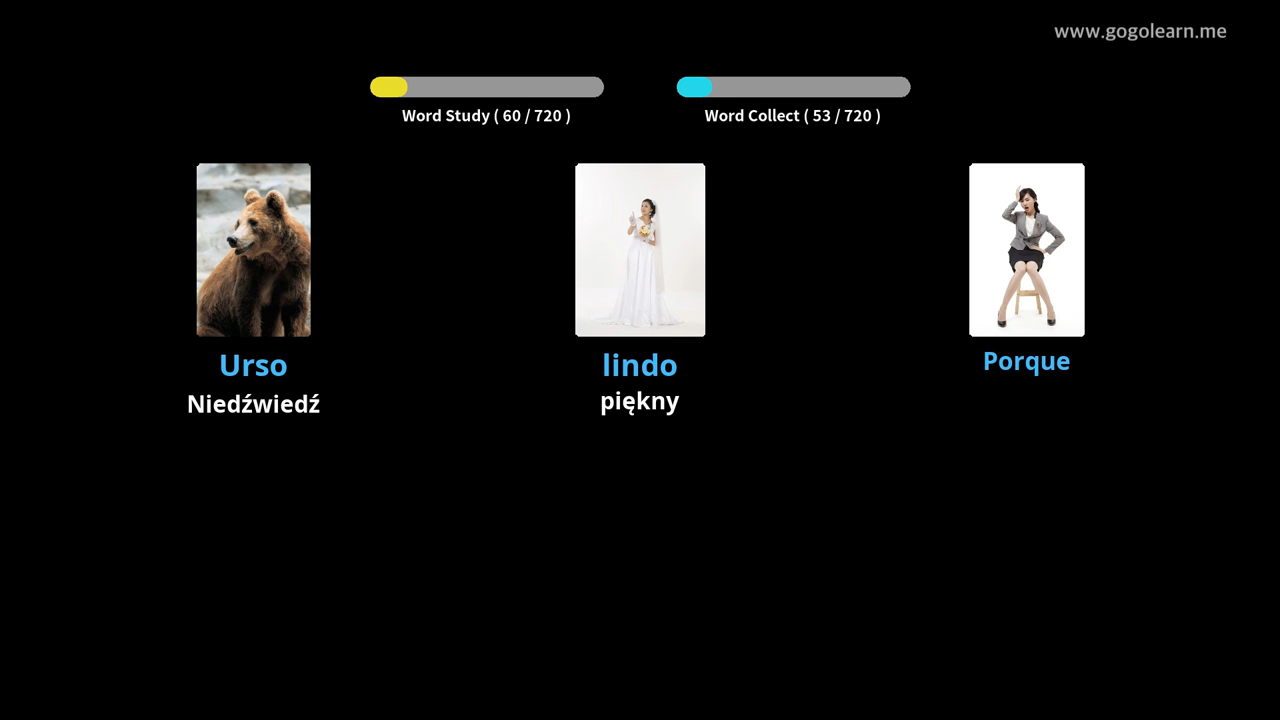 www.gogolearn.me
Word Study ( 60 / 720 )
Word Collect ( 53 / 720 )
Urso
Niedźwiedź
lindo
piękny
Porque